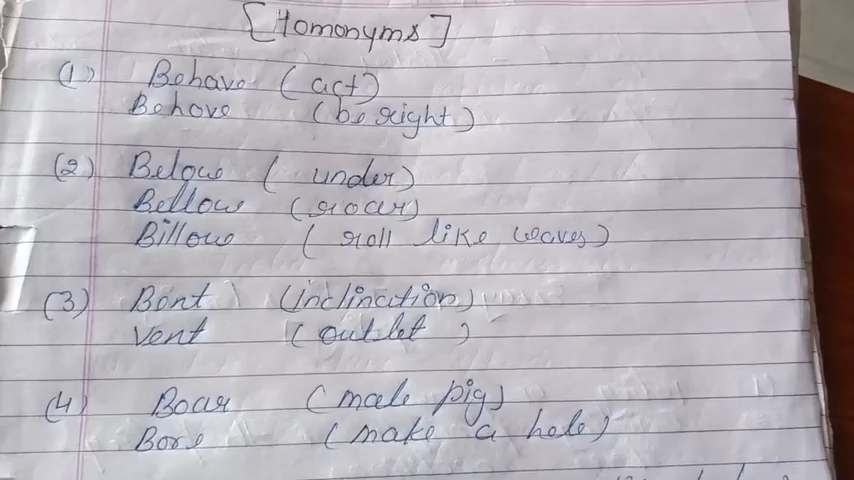 [Homonyms]
(1) Behave (act)
Behove (be right)
(2) Below (under)
Bellow (roar)
Billow (roll like waves)
(3) Bent (inclination)
Vent (outlet)
(4) Boar (male pig)
Bore (make a hole)